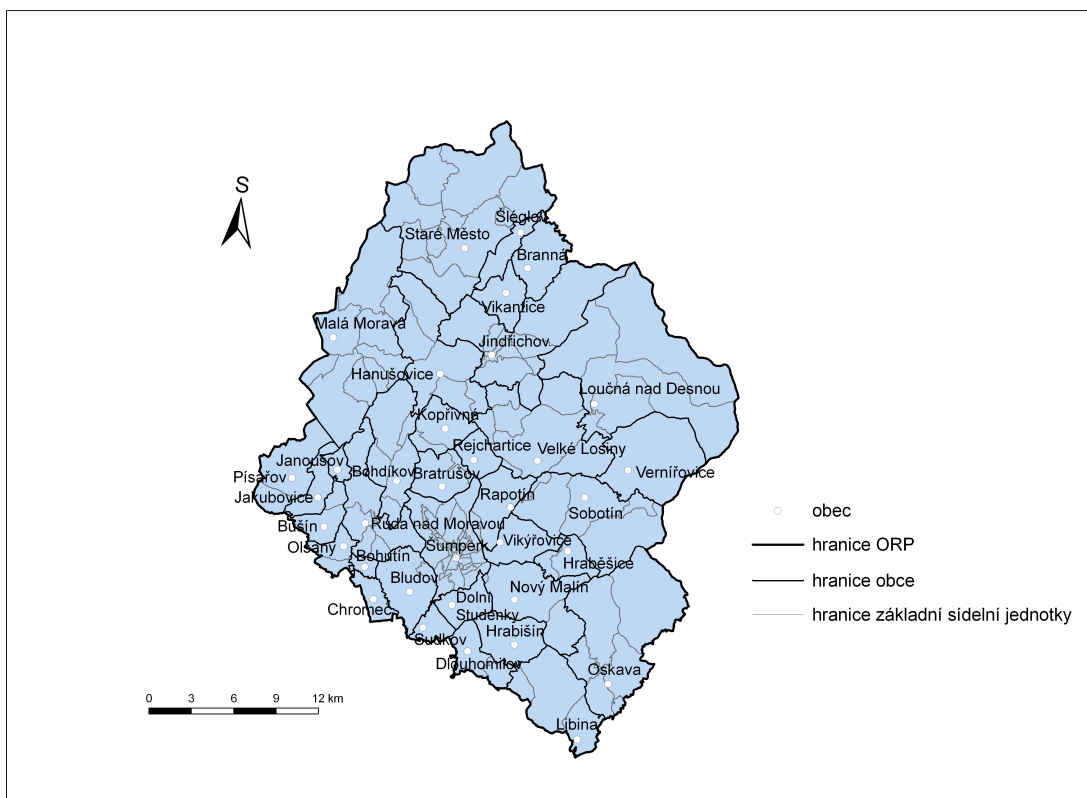 S
Šléglov
Staré Město
Branná
Vikantice
Malá Morava
Jindřichov
Hanušovice
Loučná nad Desnou
Kopřivná
Rejchartice
Velké Losiny
Janoušov
Bohdíkov
Bratrušov
Vernířovice
Písařov
Jakubovice
Rapotín
Sobotín
obec
Bušín
Ruda nad Moravou
Olšany
Šumperk
Vikýřovice
hranice ORP
Bohutín
Hraběšice
Bludov
Nový Malín
hranice obce
Chromeč
Dolní
Studénky
hranice základní sídelní jednotky
Sudkov
Hrabišín
Dlouhomilov
Oskava
0 3 6 9 12 km
Libina